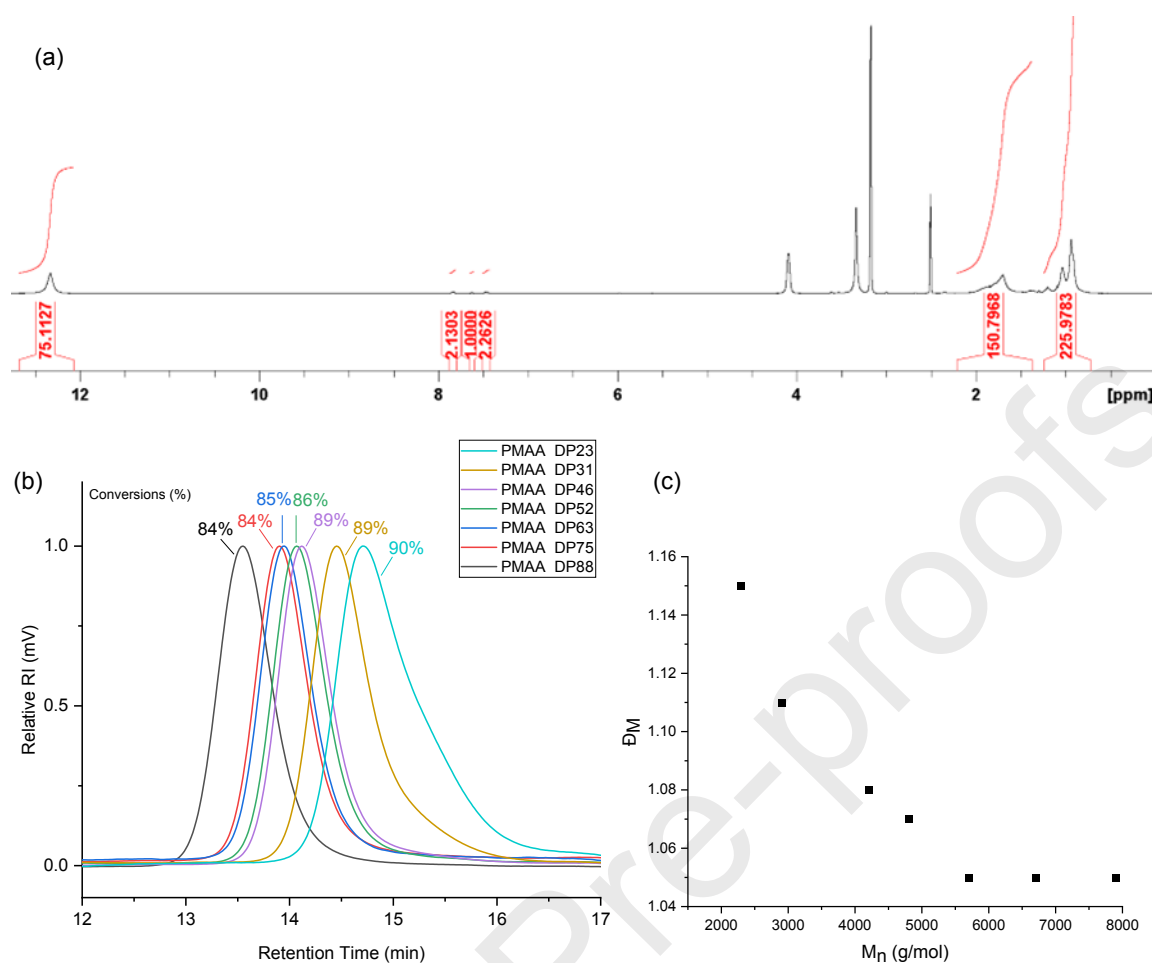 (a)
75.1127
2.1303
1.0000
2.2626
150.7968
225.9783
12
10
8
6
4
2
[ppm]
(b)
Conversions (%)
84%
84%
85%
86%
89%
89%
90%
PMAA DP23
PMAA DP31
PMAA DP46
PMAA DP52
PMAA DP63
PMAA DP75
PMAA DP88
1.0
0.5
0.0
Relative RI (mV)
12
13
14
15
16
17
Retention Time (min)
(c)
1.16
1.14
1.12
1.10
1.08
1.06
1.04
ĐM
2000
3000
4000
5000
6000
7000
8000
Mn (g/mol)
Pre-proofs